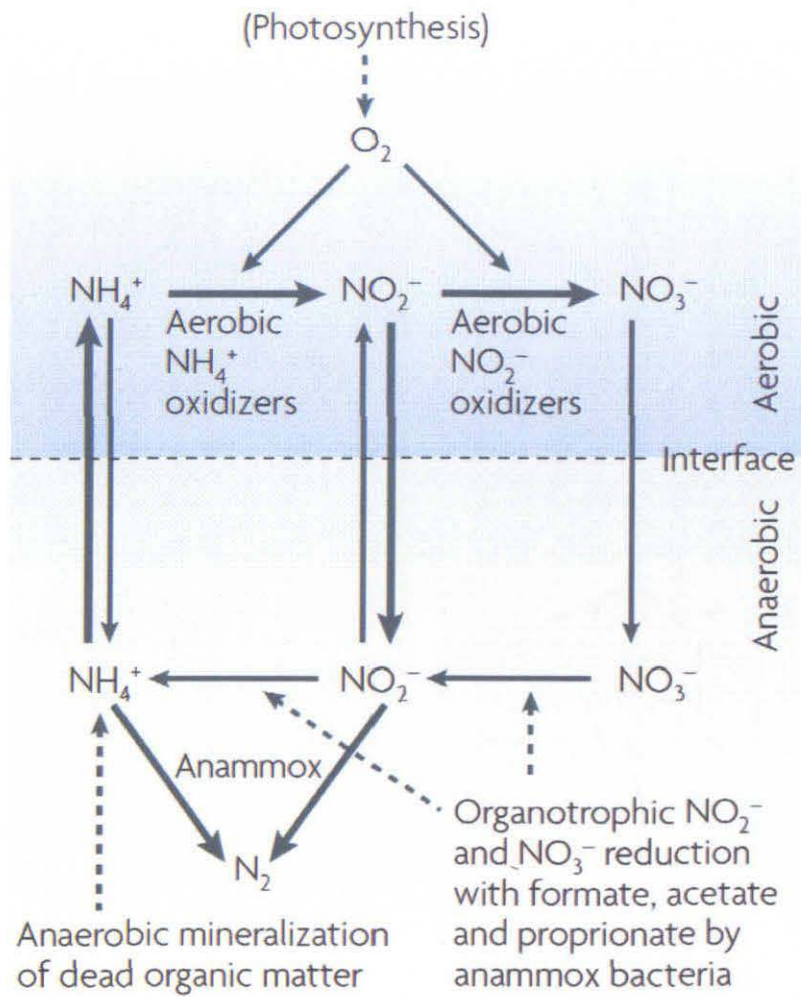 (Photosynthesis)
O₂
NH₄⁺
NO₂⁻
NO₃⁻
Aerobic
NH₄⁺
oxidizers
Aerobic
NO₂⁻
oxidizers
Aerobic
Interface
Anaerobic
NH₄⁺
NO₂⁻
NO₃⁻
Anammox
N₂
Organotrophic NO₂⁻
and NO₃⁻ reduction
with formate, acetate
and proprionate by
anammox bacteria
Anaerobic mineralization
of dead organic matter